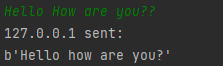 Hello How are you??
127.0.0.1 sent:
b'Hello how are you?'